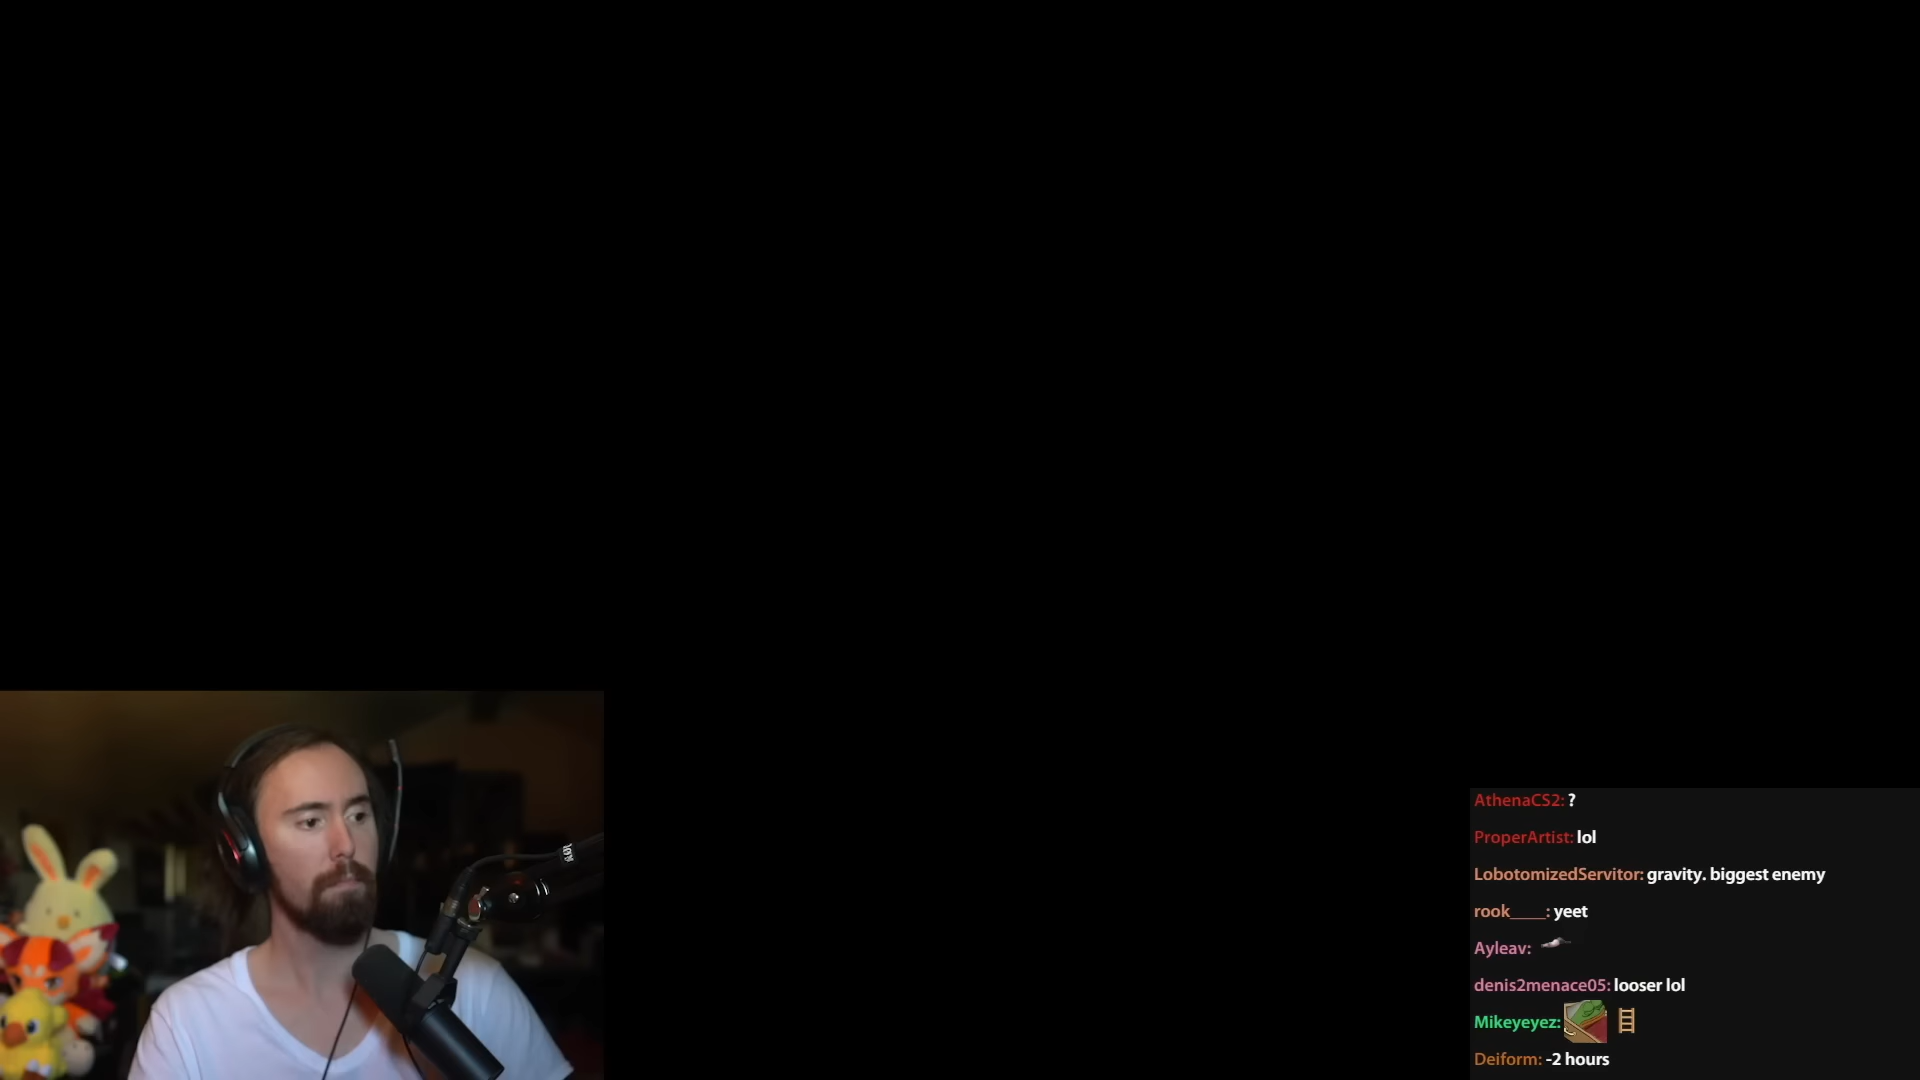 AthenaCS2: ?
ProperArtist: lol
LobotomizedServitor: gravity. biggest enemy
rook____: yeet
Ayleav:
denis2menace05: looser lol
Mikeyeyez:
Deiform: -2 hours